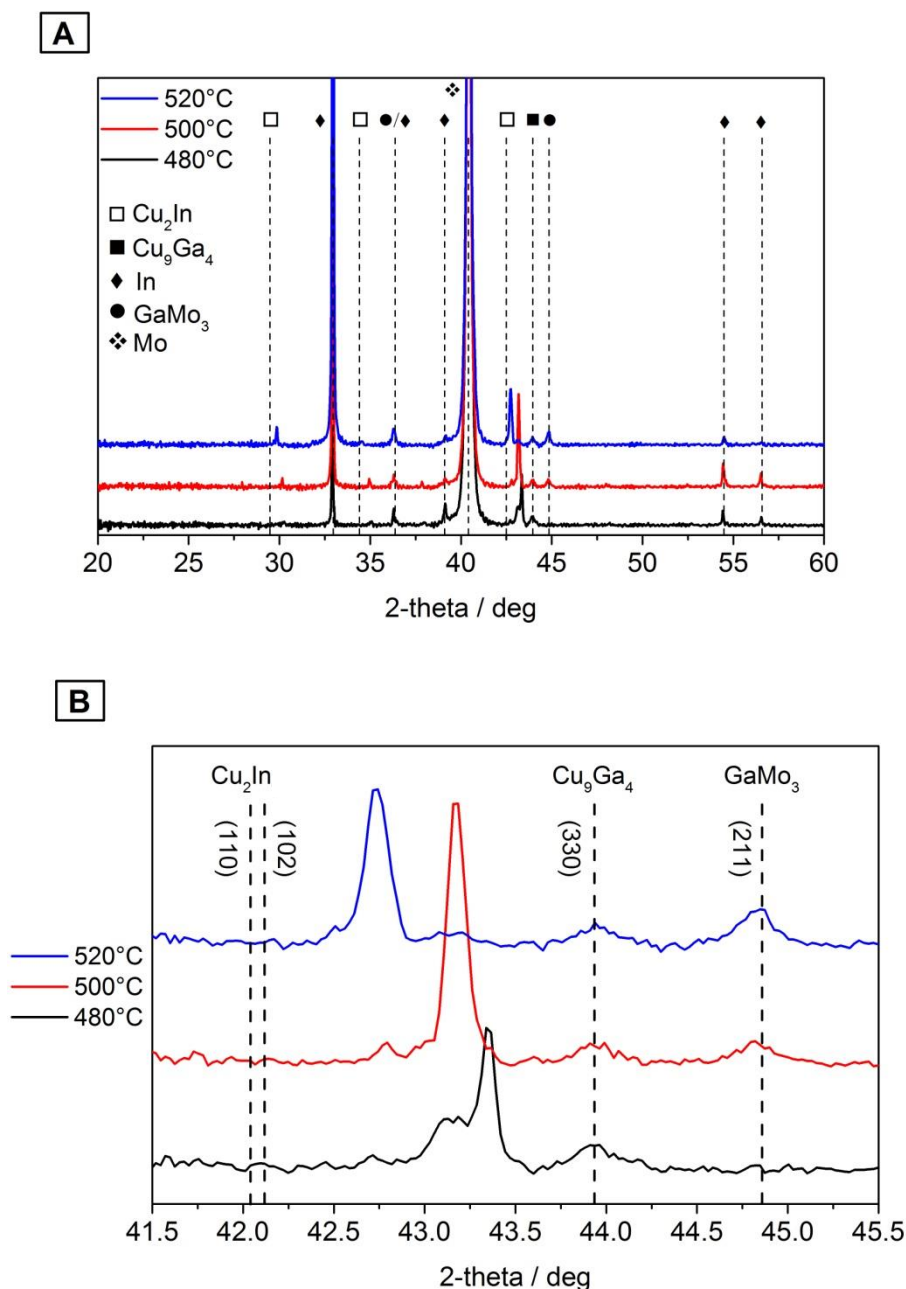 A
520°C
500°C
480°C
□ Cu₂In
■ Cu₉Ga₄
♦ In
● GaMo₃
❖ Mo
/
20 25 30 35 40 45 50 55 60
2-theta / deg
B
Cu₂In Cu₉Ga₄ GaMo₃
(110) (102) (330) (211)
520°C
500°C
480°C
41.5 42.0 42.5 43.0 43.5 44.0 44.5 45.0 45.5
2-theta / deg